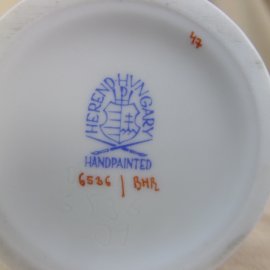 47
HEREND HUNGARY
HANDPAINTED
6536 / BHR